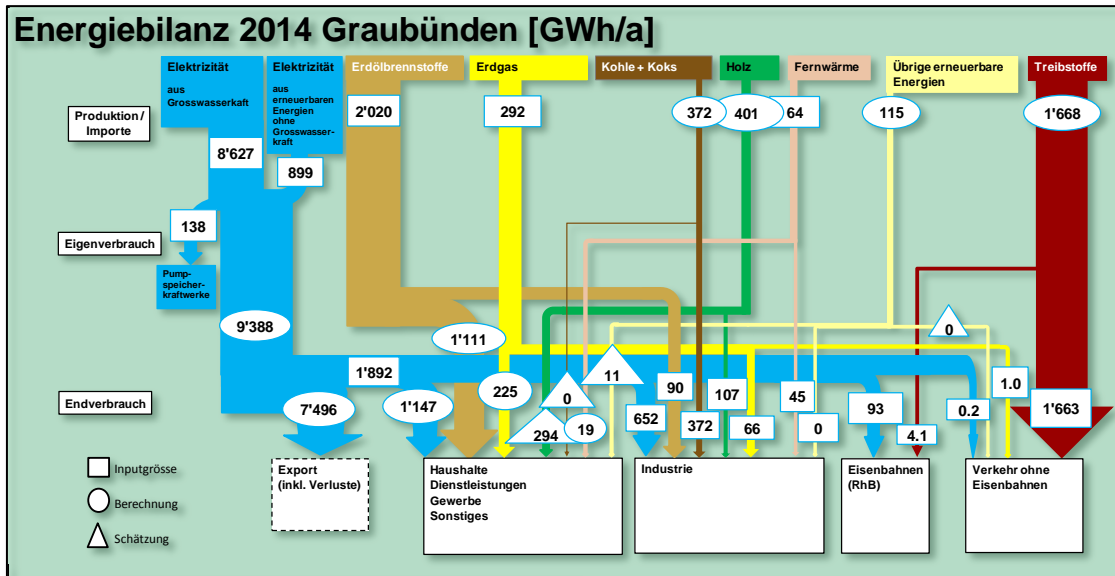 Energiebilanz 2014 Graubünden [GWh/a]
Elektrizität
aus
Grosswasserkaft
Elektrizität
aus
erneuerbaren
Energien
ohne
Grosswasser-
kraft
Erdölbrennstoffe
Erdgas
Kohle + Koks
Holz
Fernwärme
Übrige erneuerbare
Energien
Treibstoffe
Produktion /
Importe
2'020
292
372
401
64
115
1'668
8'627
899
138
Eigenverbrauch
Pump-
speicher-
kraftwerke
9'388
0
1'111
1'892
11
Endverbrauch
7'496
1'147
225
294
0
19
652
90
372
107
66
45
0
93
4.1
0.2
1.0
1'663
Export
(inkl. Verluste)
Haushalte
Dienstleistungen
Gewerbe
Sonstiges
Industrie
Eisenbahnen
(RhB)
Verkehr ohne
Eisenbahnen
Inputgrösse
Berechnung
Schätzung